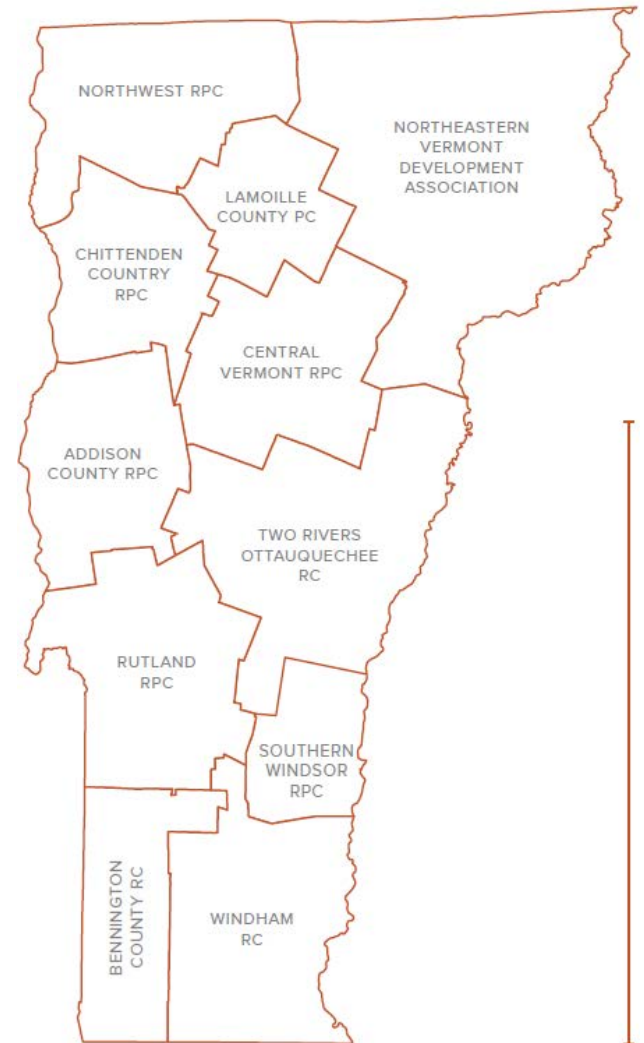 NORTHWEST RPC
NORTHEASTERN
VERMONT
DEVELOPMENT
ASSOCIATION
LAMOILLE
COUNTY PC
CHITTENDEN
COUNTRY
RPC
CENTRAL
VERMONT RPC
ADDISON
COUNTY RPC
TWO RIVERS
OTTAUQUECHEE
RC
RUTLAND
RPC
SOUTHERN
WINDSOR
RPC
BENNINGTON
COUNTY RC
WINDHAM
RC